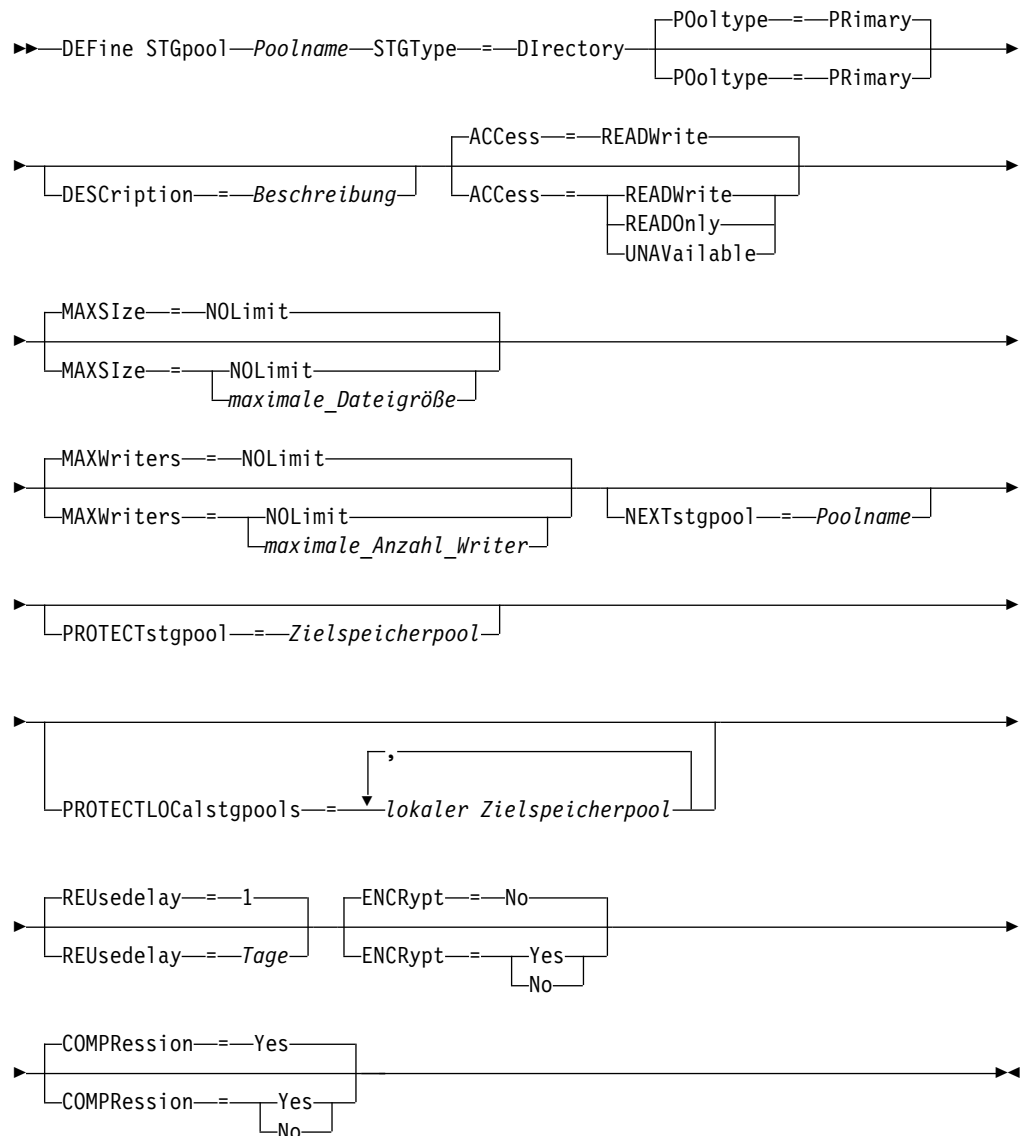 POoltype = PRimary
DEFine STGpool Poolname STGType = DIrectory
POoltype = PRimary
ACCess = READWrite
DESCription = Beschreibung
ACCess = READWrite
READOnly
UNAVailable
MAXSIze = NOLimit
MAXSIze = NOLimit
maximale_Dateigröße
MAXWriters = NOLimit
MAXWriters = NOLimit
maximale_Anzahl_Writer
NEXTstgpool = Poolname
PROTECTstgpool = Zielspeicherpool
,
PROTECTLOCalstgpools = lokaler Zielspeicherpool
REUsedelay = 1
ENCRypt = No
REUsedelay = Tage
ENCRypt = Yes
No
COMPRession = Yes
COMPRession = Yes
No